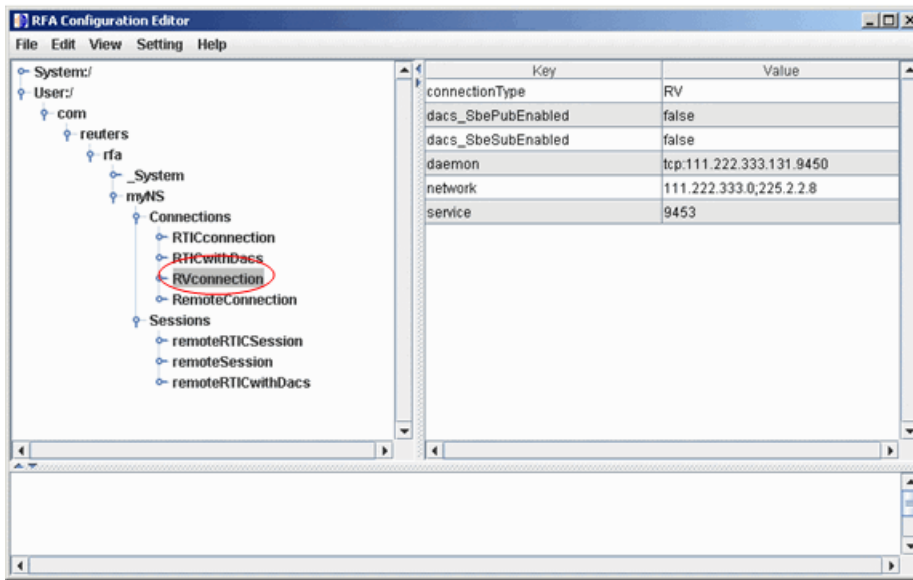 RFA Configuration Editor
File Edit View Setting Help
System:/
User:/
com
reuters
rfa
_System
myNS
Connections
RTICconnection
RTICwithDacs
RVconnection
RemoteConnection
Sessions
remoteRTICSession
remoteSession
remoteRTICwithDacs
Key Value
connectionType RV
dacs_SbePubEnabled false
dacs_SbeSubEnabled false
daemon tcp:111.222.333.131.9450
network 111.222.333.0;225.2.2.8
service 9453